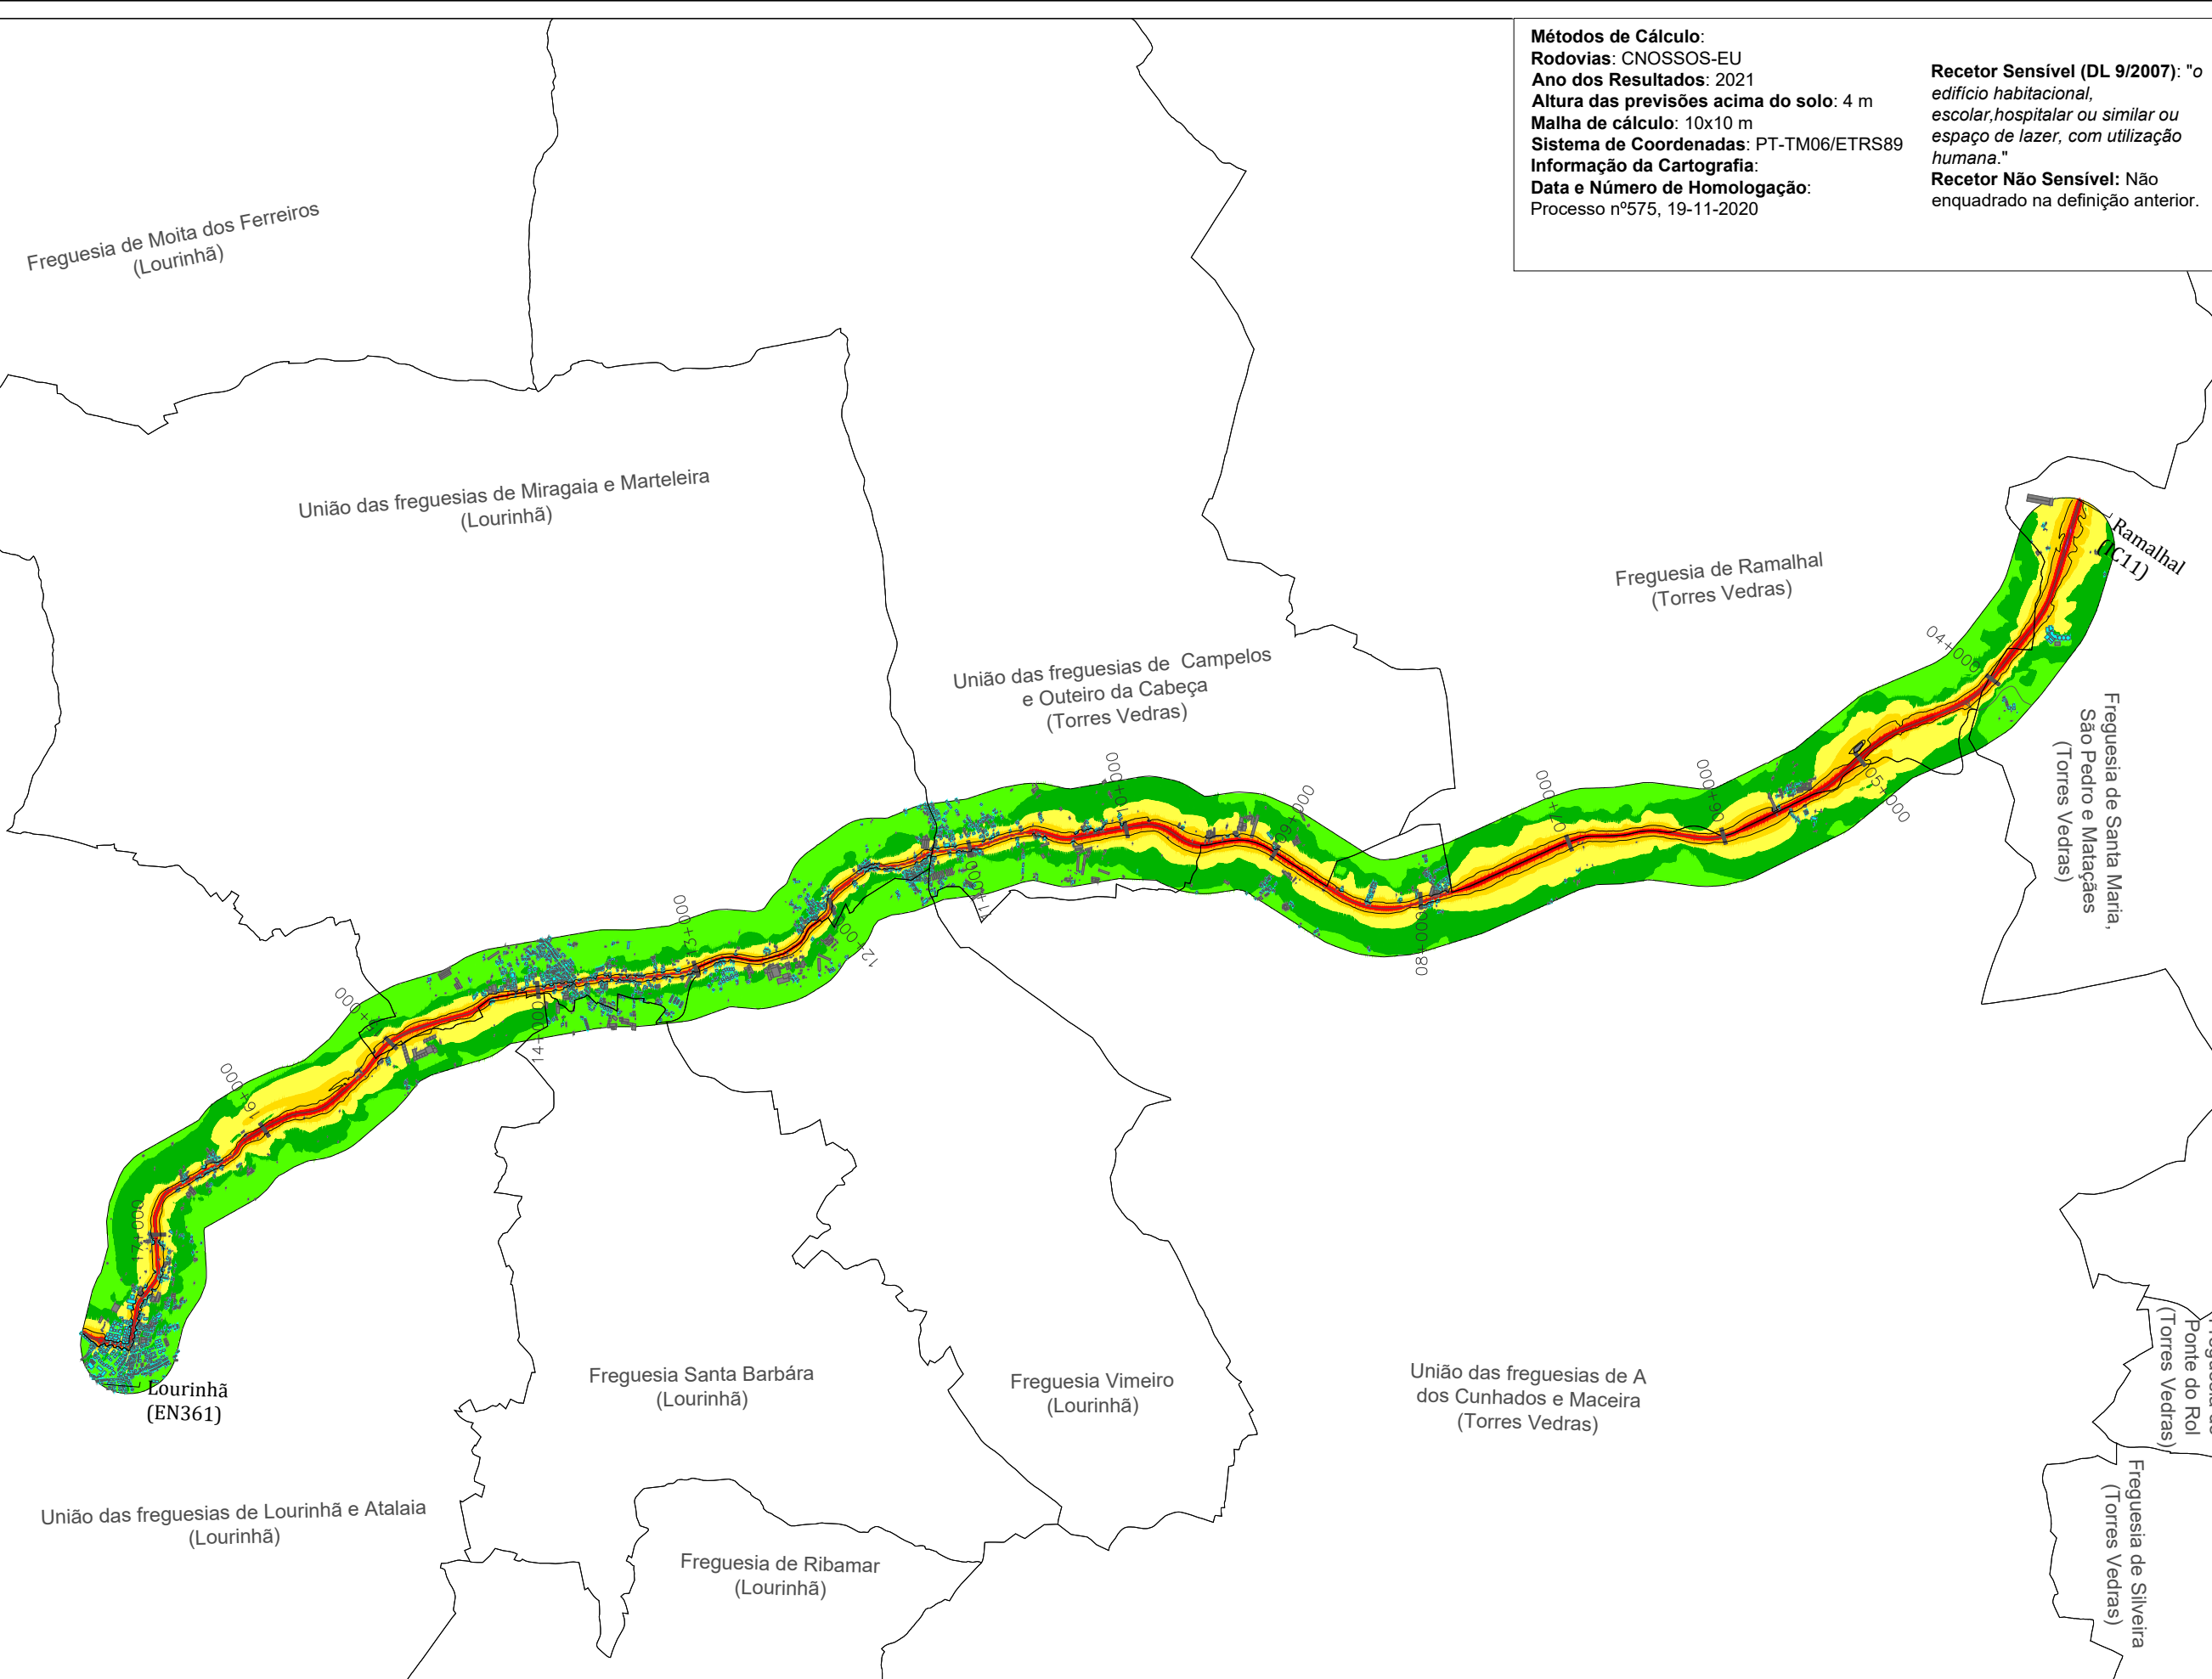 Métodos de Cálculo:
Rodovias: CNOSSOS-EU
Ano dos Resultados: 2021
Altura das previsões acima do solo: 4 m
Malha de cálculo: 10x10 m
Sistema de Coordenadas: PT-TM06/ETRS89
Informação da Cartografia:
Data e Número de Homologação:
Processo nº575, 19-11-2020
Recetor Sensível (DL 9/2007): "o
edifício habitacional,
escolar,hospitalar ou similar ou
espaço de lazer, com utilização
humana."
Recetor Não Sensível: Não
enquadrado na definição anterior.
Freguesia de Moita dos Ferreiros
(Lourinhã)
União das freguesias de Miragaia e Marteleira
(Lourinhã)
União das freguesias de Campelos
e Outeiro da Cabeça
(Torres Vedras)
Freguesia de Ramalhal
(Torres Vedras)
Ramalhal
(IC11)
Freguesia de Santa Maria,
São Pedro e Matacães
(Torres Vedras)
04+000
05+000
06+000
07+000
08+000
09+000
10+000
11+000
12+000
13+000
14+000
16+000
17+000
Lourinhã
(EN361)
Freguesia Santa Barbára
(Lourinhã)
Freguesia Vimeiro
(Lourinhã)
União das freguesias de A
dos Cunhados e Maceira
(Torres Vedras)
Ponte do Rol
(Torres Vedras)
Freguesia de Silveira
(Torres Vedras)
União das freguesias de Lourinhã e Atalaia
(Lourinhã)
Freguesia de Ribamar
(Lourinhã)